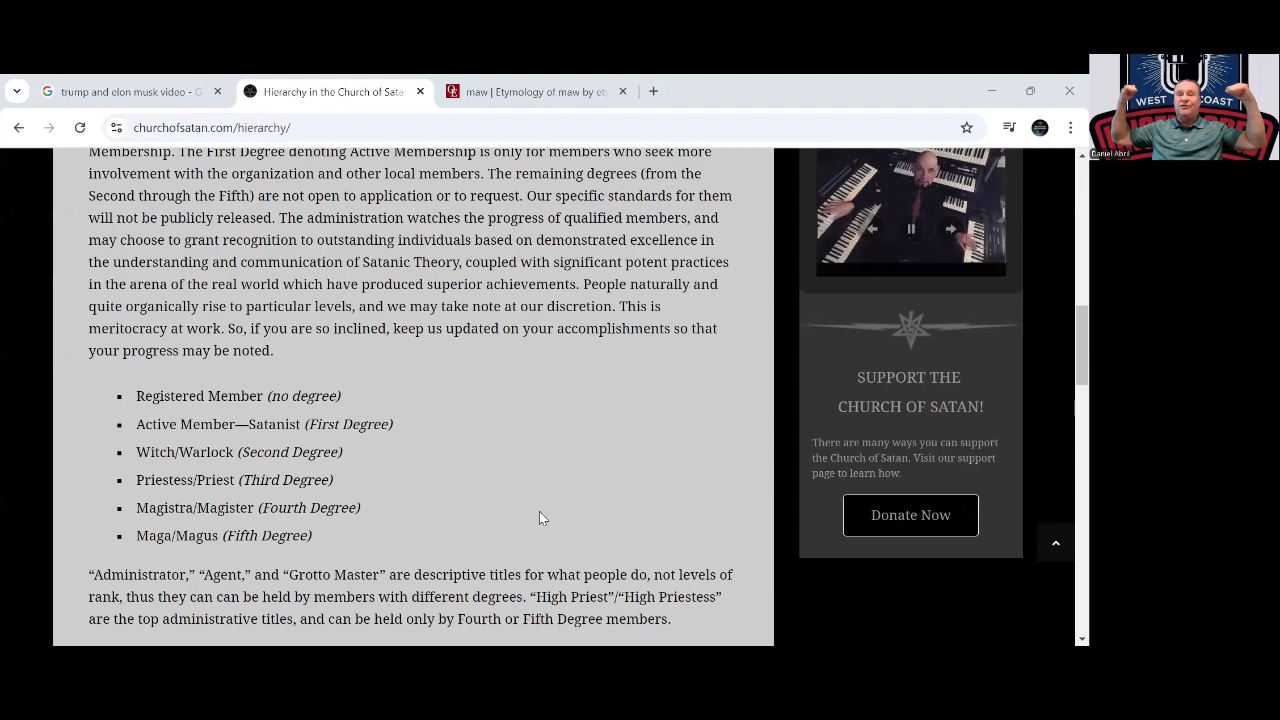 trump and elon musk video - G
Hierarchy in the Church of Sata
maw | Etymology of maw by ety
churchofsatan.com/hierarchy/
WEST COAST
Daniel Abril
Membership. The First Degree denoting Active Membership is only for members who seek more
involvement with the organization and other local members. The remaining degrees (from the
Second through the Fifth) are not open to application or to request. Our specific standards for them
will not be publicly released. The administration watches the progress of qualified members, and
may choose to grant recognition to outstanding individuals based on demonstrated excellence in
the understanding and communication of Satanic Theory, coupled with significant potent practices
in the arena of the real world which have produced superior achievements. People naturally and
quite organically rise to particular levels, and we may take note at our discretion. This is
meritocracy at work. So, if you are so inclined, keep us updated on your accomplishments so that
your progress may be noted.
Registered Member (no degree)
Active Member—Satanist (First Degree)
Witch/Warlock (Second Degree)
Priestess/Priest (Third Degree)
Magistra/Magister (Fourth Degree)
Maga/Magus (Fifth Degree)
“Administrator,” “Agent,” and “Grotto Master” are descriptive titles for what people do, not levels of
rank, thus they can can be held by members with different degrees. “High Priest”/“High Priestess”
are the top administrative titles, and can be held only by Fourth or Fifth Degree members.
SUPPORT THE
CHURCH OF SATAN!
There are many ways you can support
the Church of Satan. Visit our support
page to learn how.
Donate Now